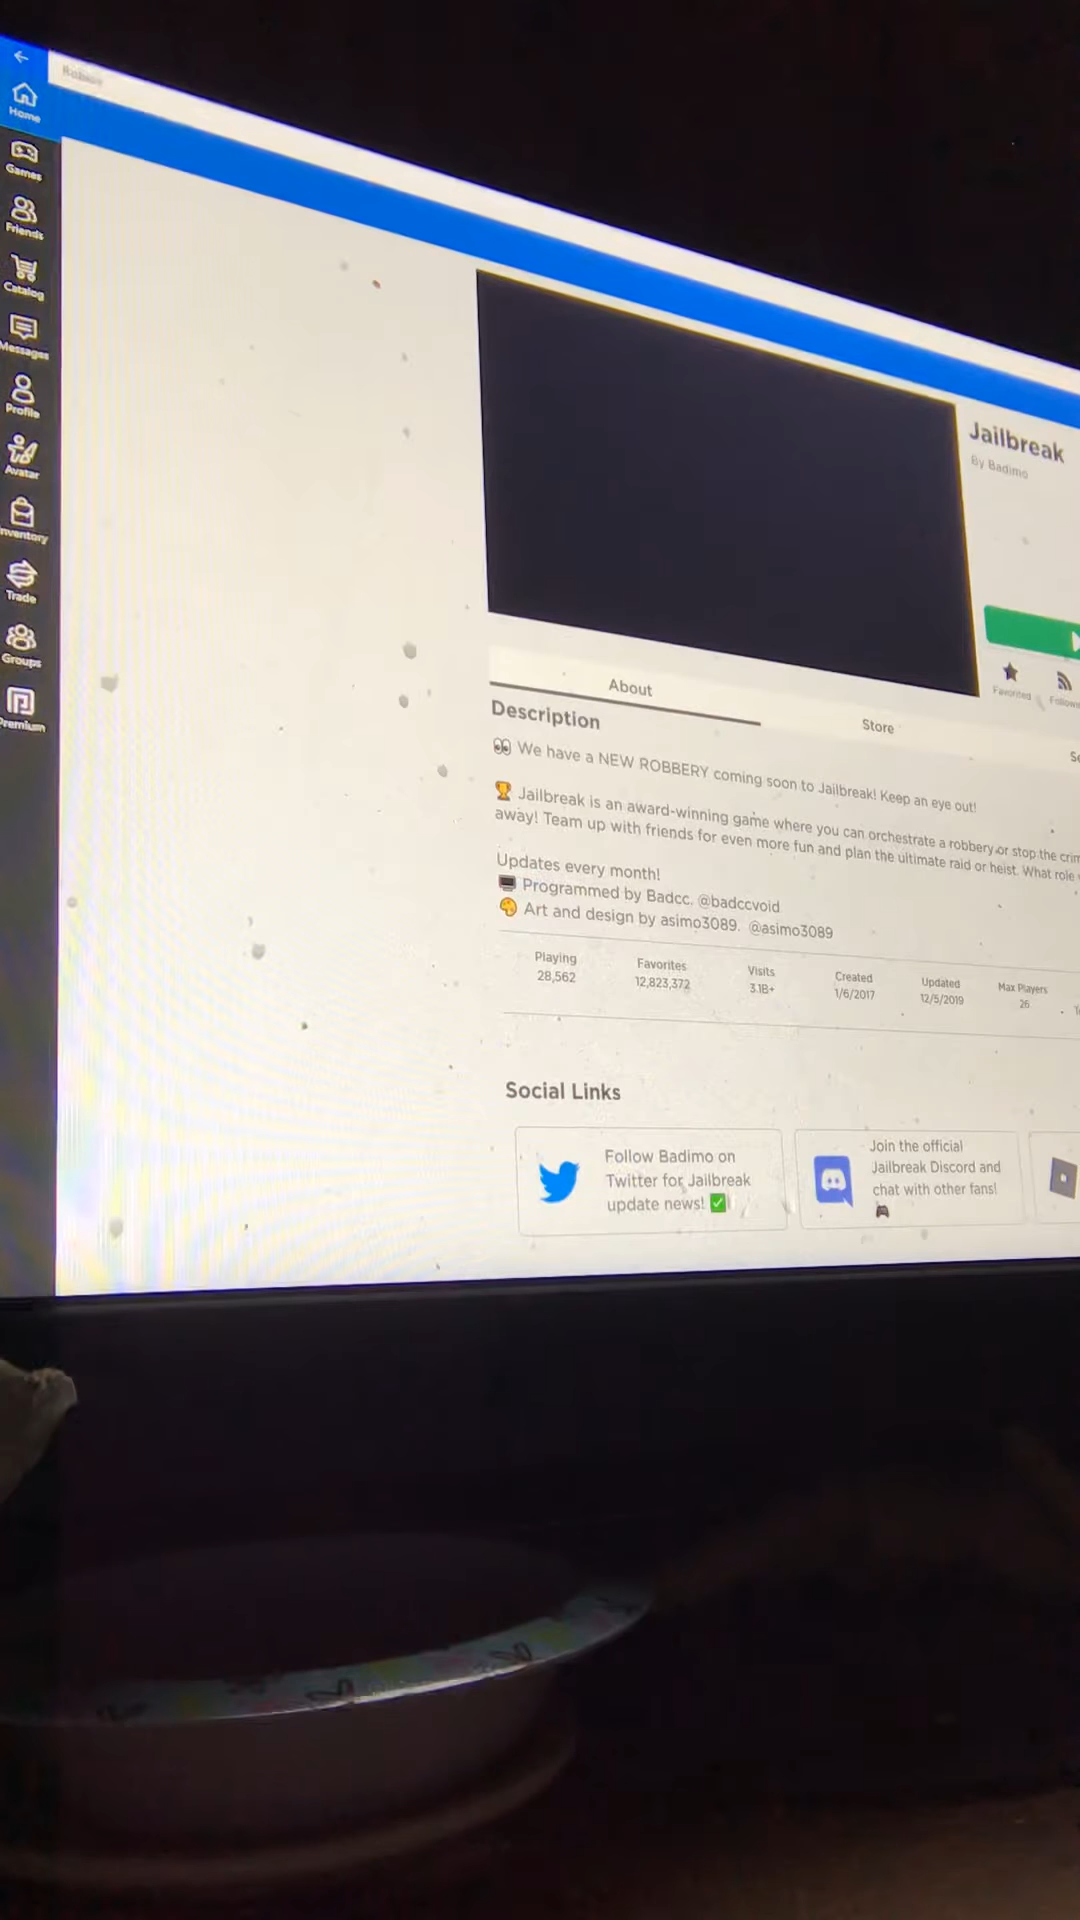 Roblox
Home
Games
Friends
Catalog
Messages
Profile
Avatar
Inventory
Trade
Groups
Premium
Jailbreak
By Badimo
Favorited
About
Store
Description
👀 We have a NEW ROBBERY coming soon to Jailbreak! Keep an eye out!
🏆 Jailbreak is an award-winning game where you can orchestrate a robbery or stop the crim
away! Team up with friends for even more fun and plan the ultimate raid or heist. What role
Updates every month!
🖥️ Programmed by Badcc. @badccvoid
🎨 Art and design by asimo3089. @asimo3089
Playing Favorites Visits Created Updated Max Players
28,562 12,823,372 3.1B+ 1/6/2017 12/5/2019 26
Social Links
Follow Badimo on
Twitter for Jailbreak
update news! ✅
Join the official
Jailbreak Discord and
chat with other fans!
🎮